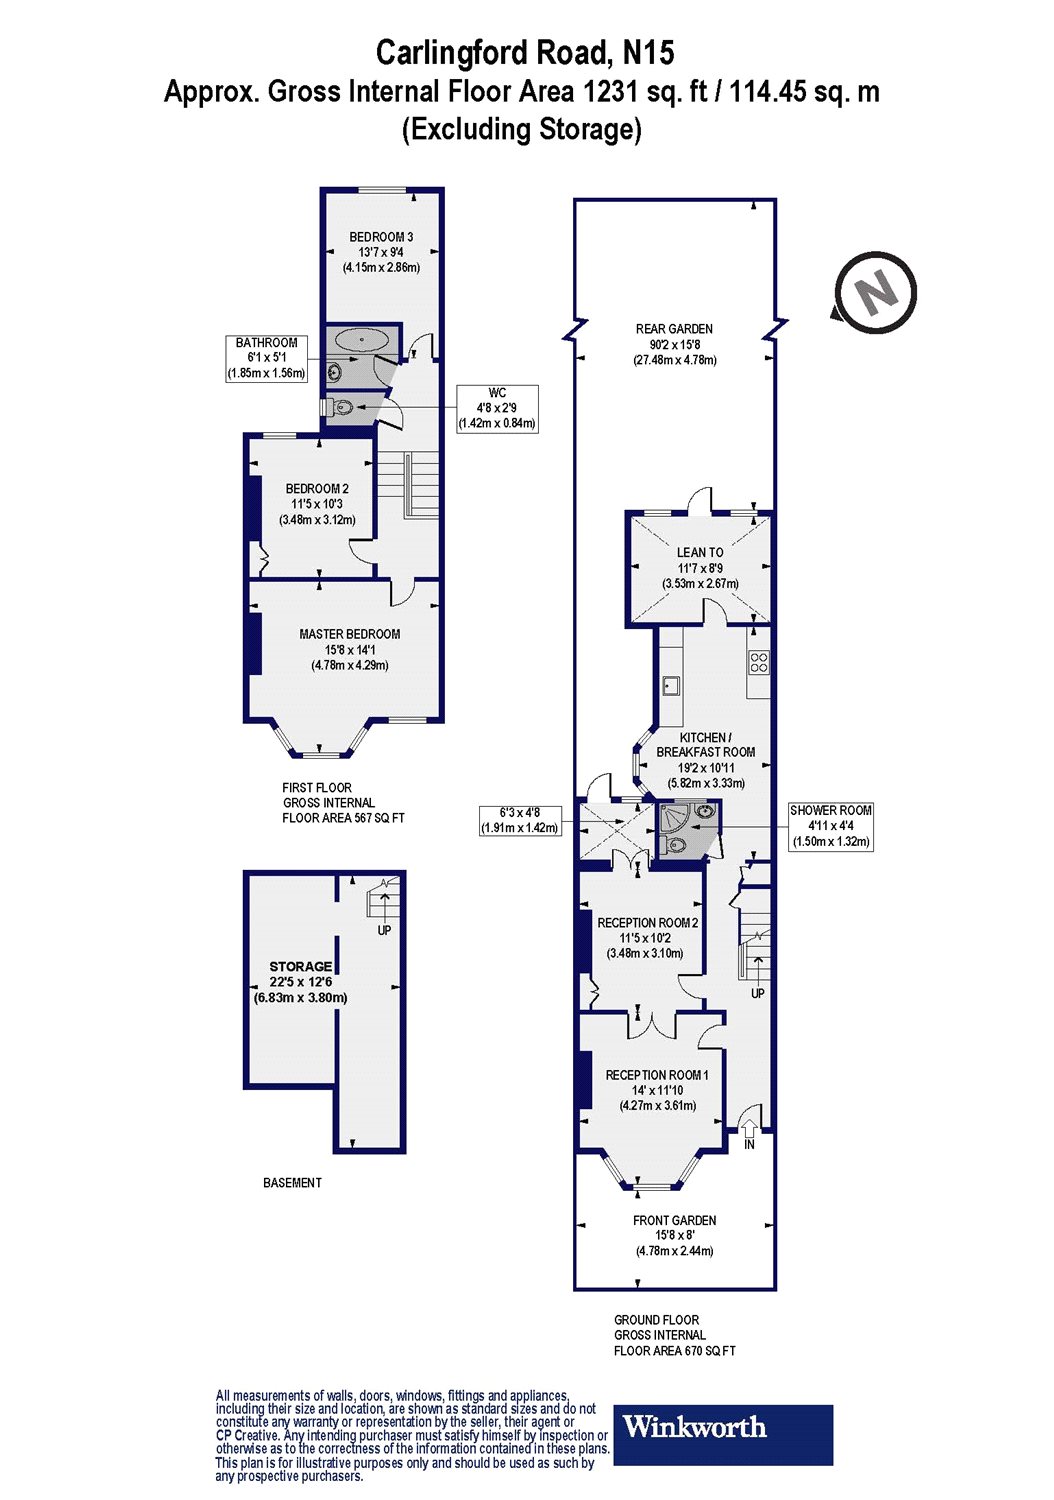 Carlingford Road, N15
Approx. Gross Internal Floor Area 1231 sq. ft / 114.45 sq. m
(Excluding Storage)
BEDROOM 3
13'7 x 9'4
(4.15m x 2.86m)
BATHROOM
6'1 x 5'1
(1.85m x 1.56m)
WC
4'8 x 2'9
(1.42m x 0.84m)
BEDROOM 2
11'5 x 10'3
(3.48m x 3.12m)
MASTER BEDROOM
15'8 x 14'1
(4.78m x 4.29m)
FIRST FLOOR
GROSS INTERNAL
FLOOR AREA 567 SQ FT
UP
STORAGE
22'5 x 12'6
(6.83m x 3.80m)
BASEMENT
N
REAR GARDEN
90'2 x 15'8
(27.48m x 4.78m)
LEAN TO
11'7 x 8'9
(3.53m x 2.67m)
KITCHEN /
BREAKFAST ROOM
19'2 x 10'11
(5.82m x 3.33m)
6'3 x 4'8
(1.91m x 1.42m)
SHOWER ROOM
4'11 x 4'4
(1.50m x 1.32m)
RECEPTION ROOM 2
11'5 x 10'2
(3.48m x 3.10m)
UP
RECEPTION ROOM 1
14' x 11'10
(4.27m x 3.61m)
IN
FRONT GARDEN
15'8 x 8'
(4.78m x 2.44m)
GROUND FLOOR
GROSS INTERNAL
FLOOR AREA 670 SQ FT
All measurements of walls, doors, windows, fittings and appliances,
including their size and location, are shown as standard sizes and do not
constitute any warranty or representation by the seller, their agent or
CP Creative. Any intending purchaser must satisfy himself by inspection or
otherwise as to the correctness of the information contained in these plans.
This plan is for illustrative purposes only and should be used as such by
any prospective purchasers.
Winkworth